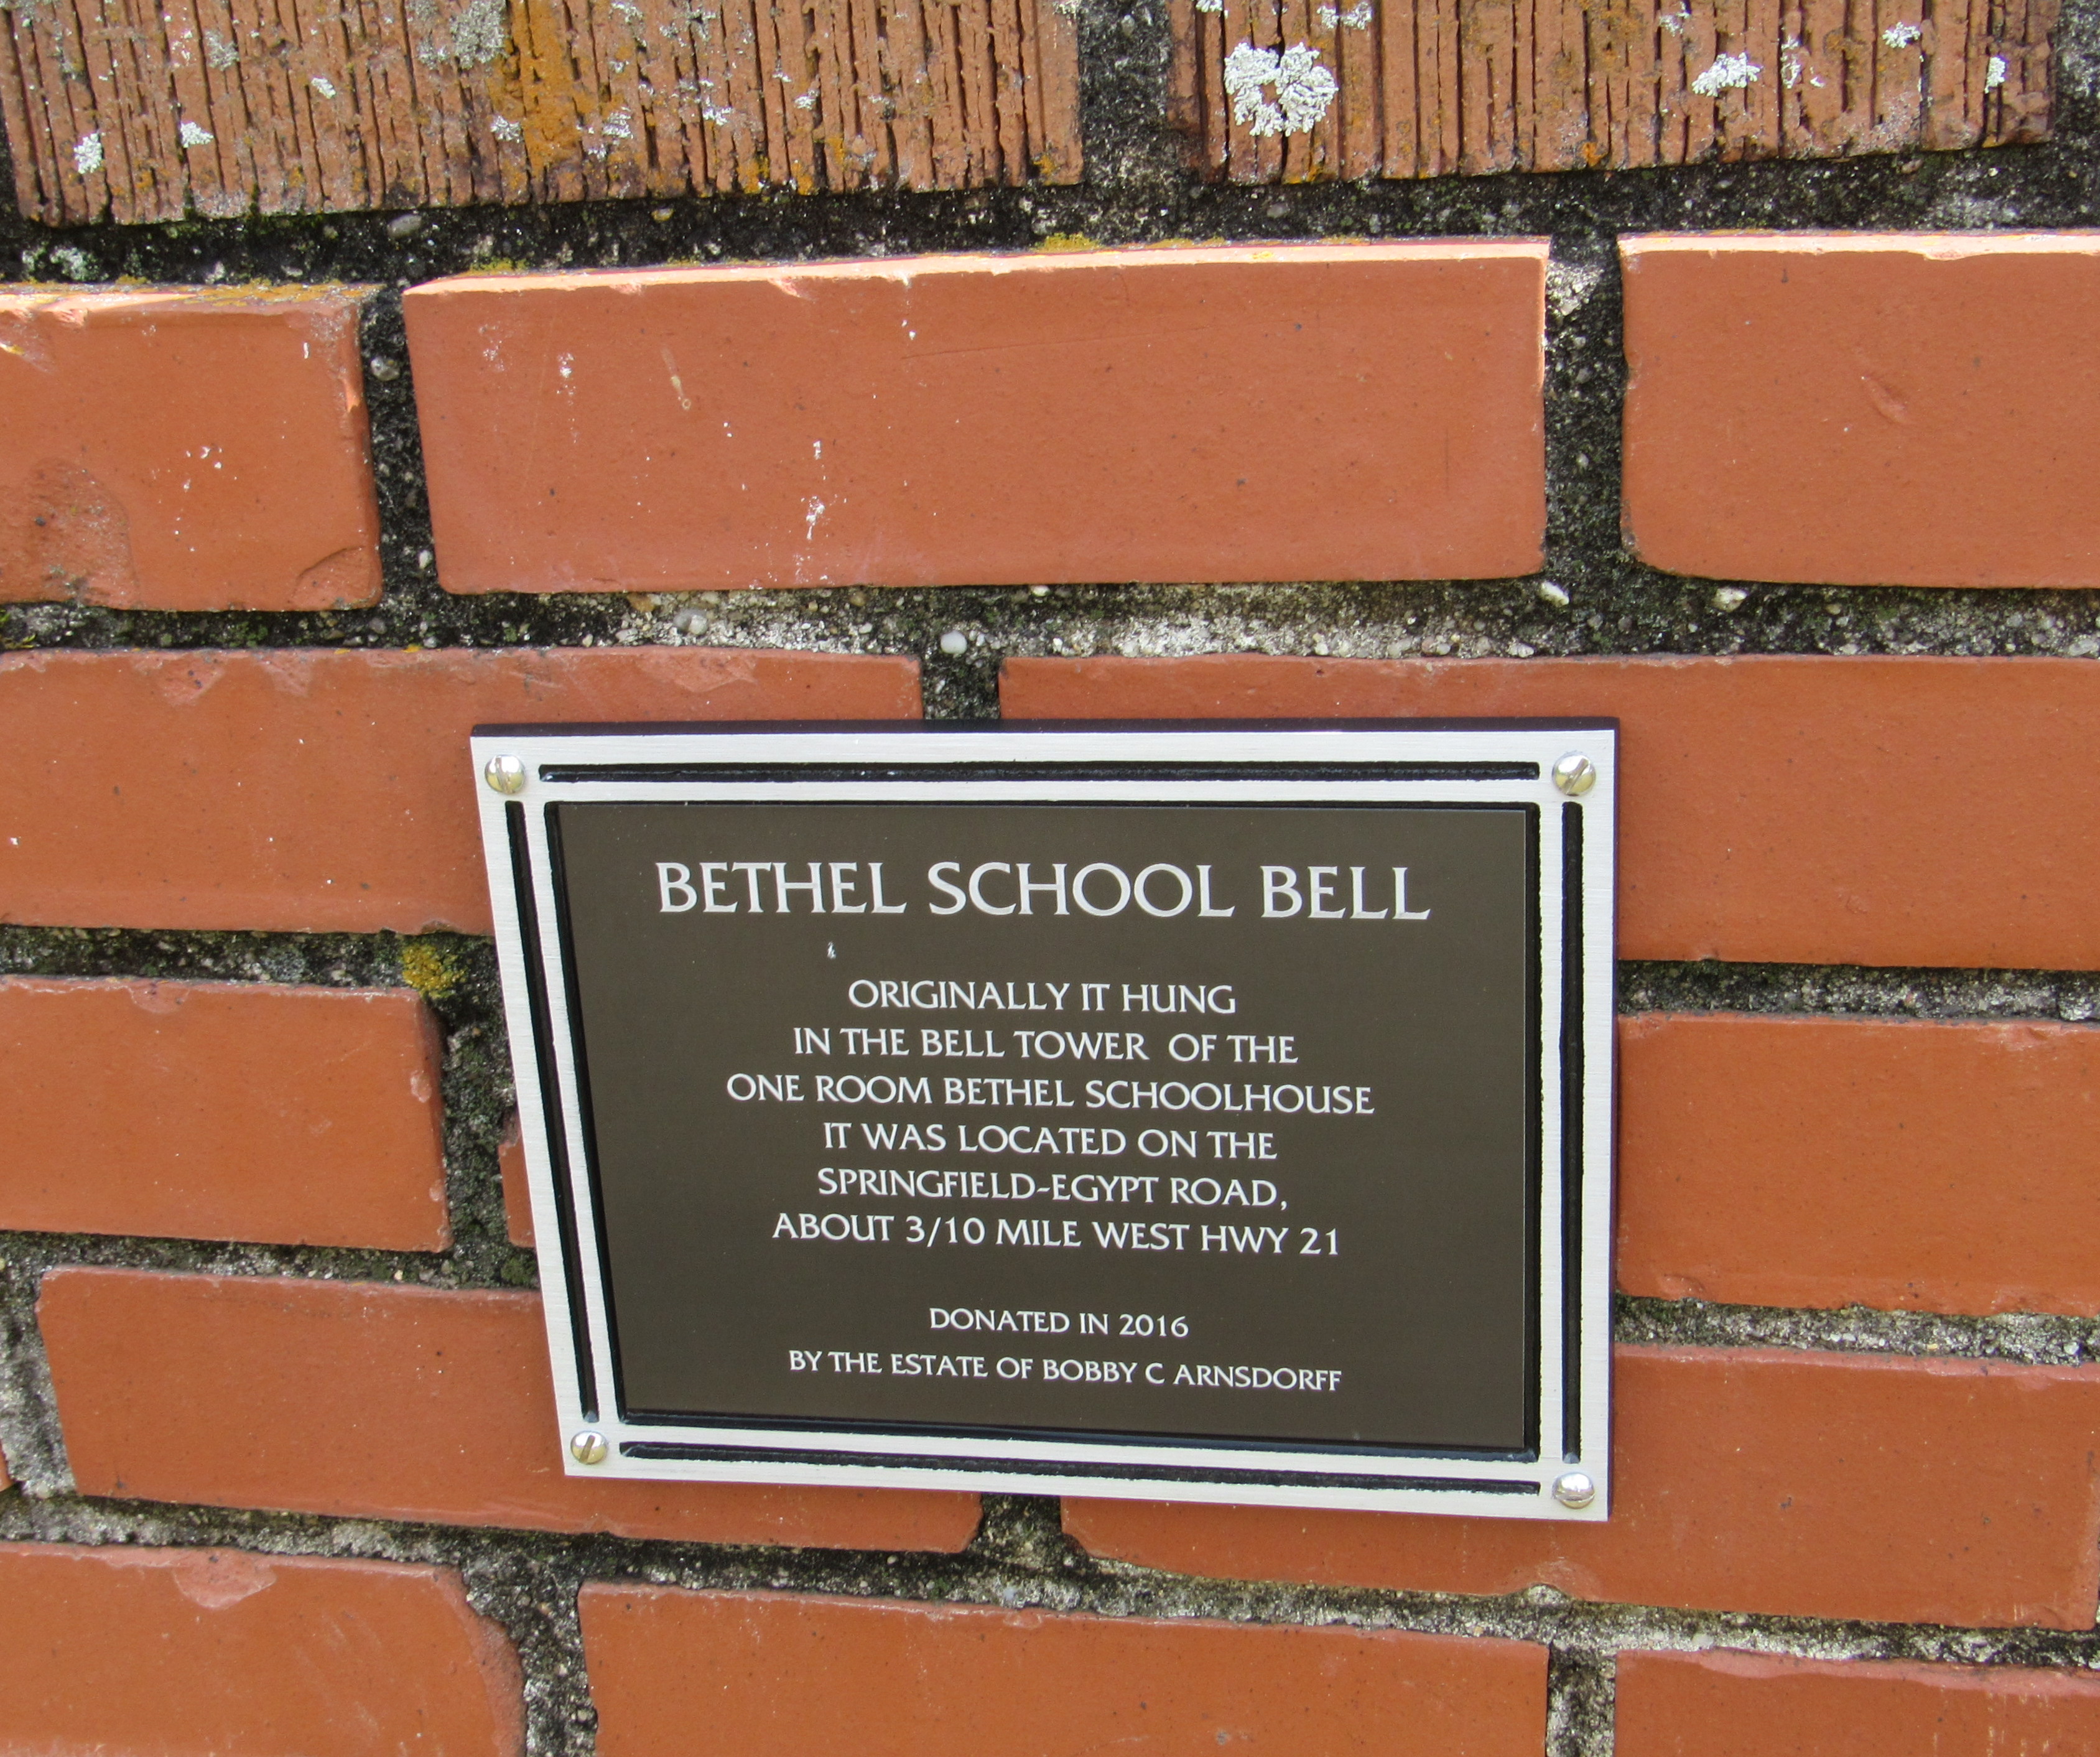 BETHEL SCHOOL BELL
ORIGINALLY IT HUNG
IN THE BELL TOWER OF THE
ONE ROOM BETHEL SCHOOLHOUSE
IT WAS LOCATED ON THE
SPRINGFIELD-EGYPT ROAD,
ABOUT 3/10 MILE WEST HWY 21
DONATED IN 2016
BY THE ESTATE OF BOBBY C ARNSDORFF